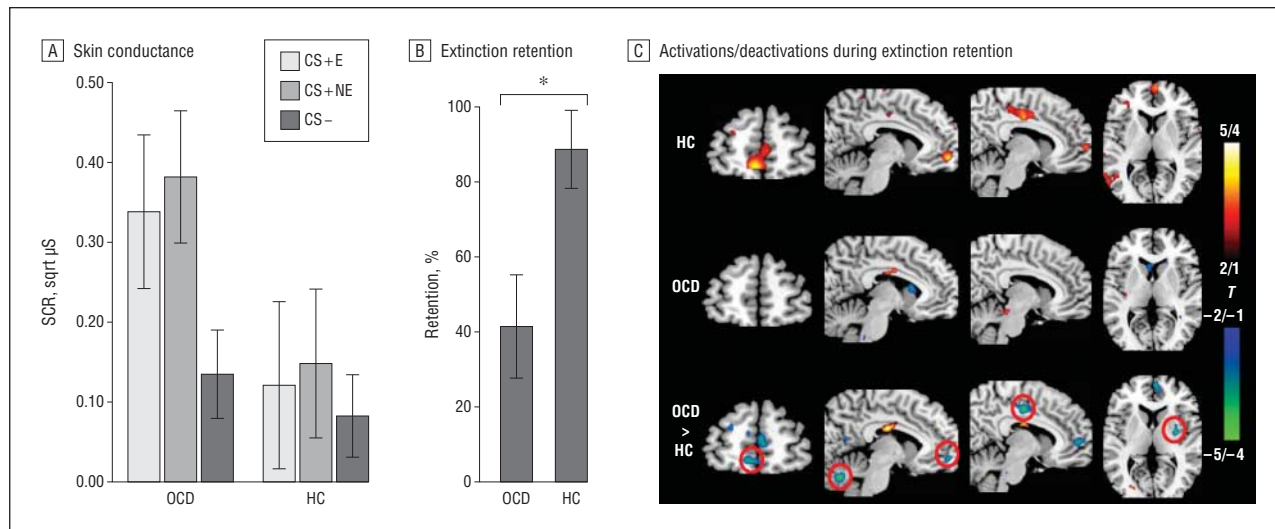 A Skin conductance
CS+E
CS+NE
CS–
0.50
0.40
0.30
0.20
0.10
0.00
SCR, sqrt µS
OCD HC
B Extinction retention
*
100
80
60
40
20
0
Retention, %
OCD HC
C Activations/deactivations during extinction retention
HC
OCD
OCD
>
HC
5/4
2/1
T
–2/–1
–5/–4